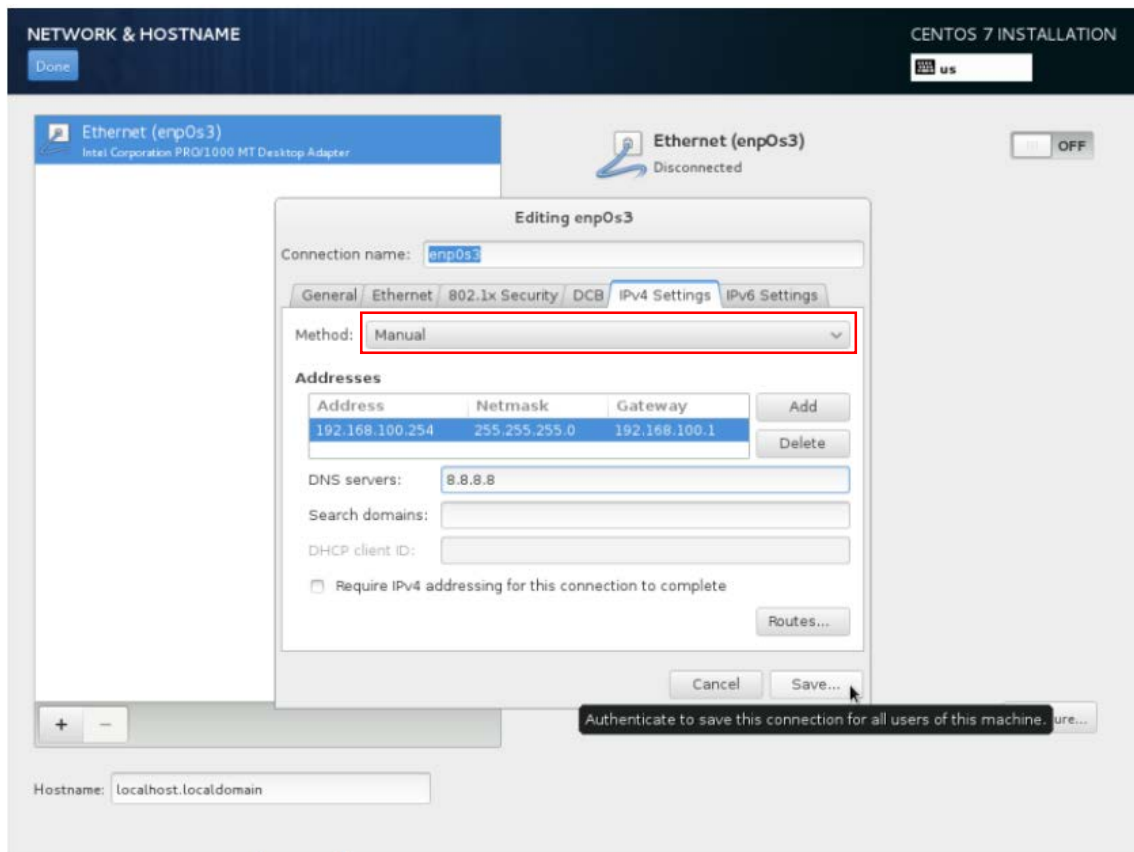 NETWORK & HOSTNAME
CENTOS 7 INSTALLATION
Done
us
Ethernet (enp0s3)
Intel Corporation PRO/1000 MT Desktop Adapter
Ethernet (enp0s3)
Disconnected
OFF
Editing enp0s3
Connection name: enp0s3
General Ethernet 802.1x Security DCB IPv4 Settings IPv6 Settings
Method: Manual
Addresses
Address Netmask Gateway
192.168.100.254 255.255.255.0 192.168.100.1
Add
Delete
DNS servers: 8.8.8.8
Search domains:
DHCP client ID:
Require IPv4 addressing for this connection to complete
Routes...
Cancel Save...
+ −
Authenticate to save this connection for all users of this machine.
ure...
Hostname: localhost.localdomain